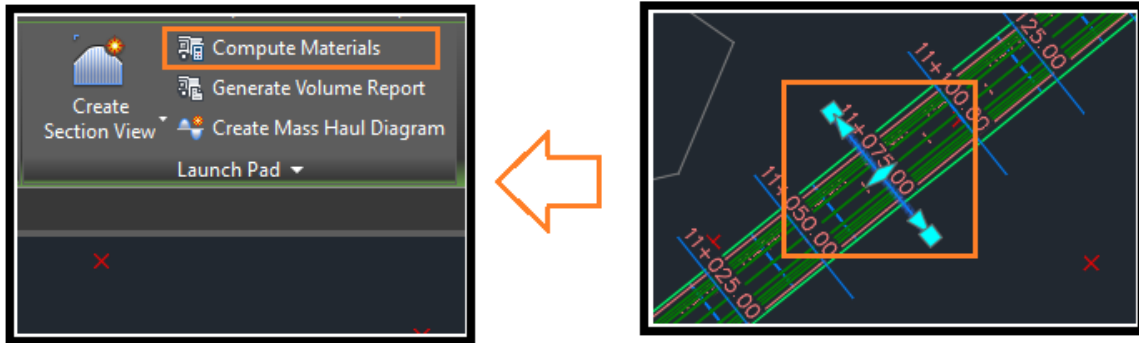 Create
Section View
Compute Materials
Generate Volume Report
Create Mass Haul Diagram
Launch Pad
125.00
11+100.00
11+075.00
11+050.00
11+025.00